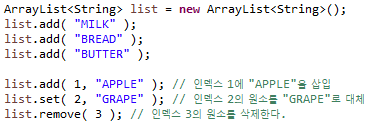 ArrayList<String> list = new ArrayList<String>();
list.add( "MILK" );
list.add( "BREAD" );
list.add( "BUTTER" );
list.add( 1, "APPLE" ); // 인덱스 1에 "APPLE"을 삽입
list.set( 2, "GRAPE" ); // 인덱스 2의 원소를 "GRAPE"로 대체
list.remove( 3 ); // 인덱스 3의 원소를 삭제한다.